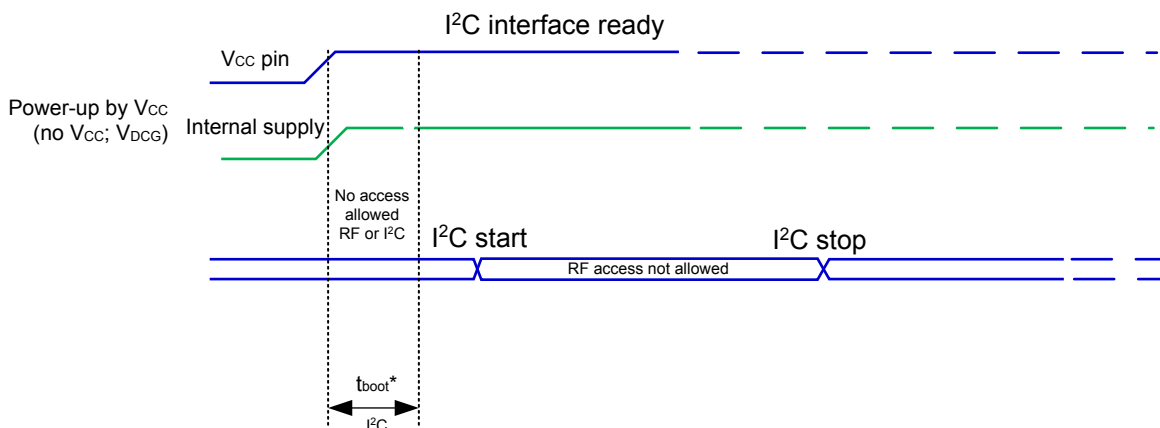 I²C interface ready
Vcc pin
Power-up by Vcc
(no Vcc; VDCG)
Internal supply
No access
allowed
RF or I²C
I²C start
I²C stop
RF access not allowed
tboot*
I²C